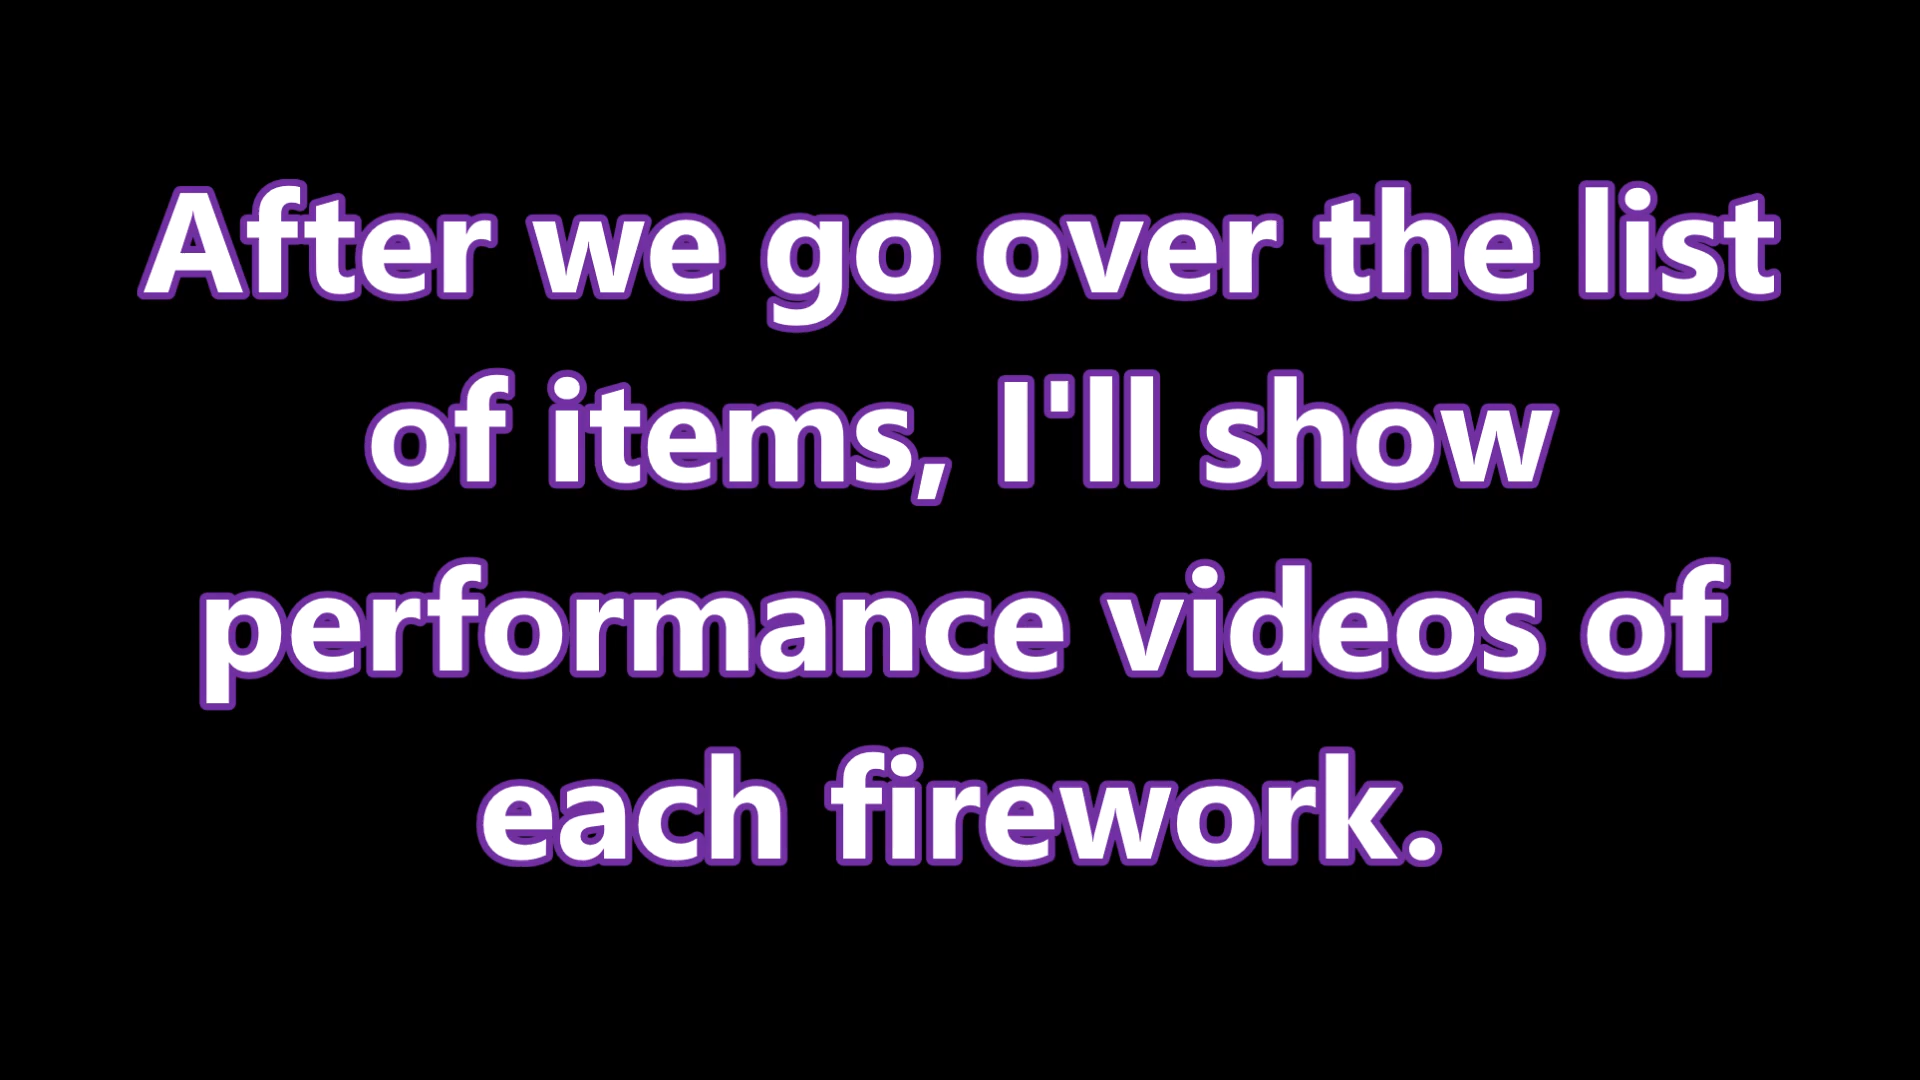 After we go over the list
of items, I'll show
performance videos of
each firework.